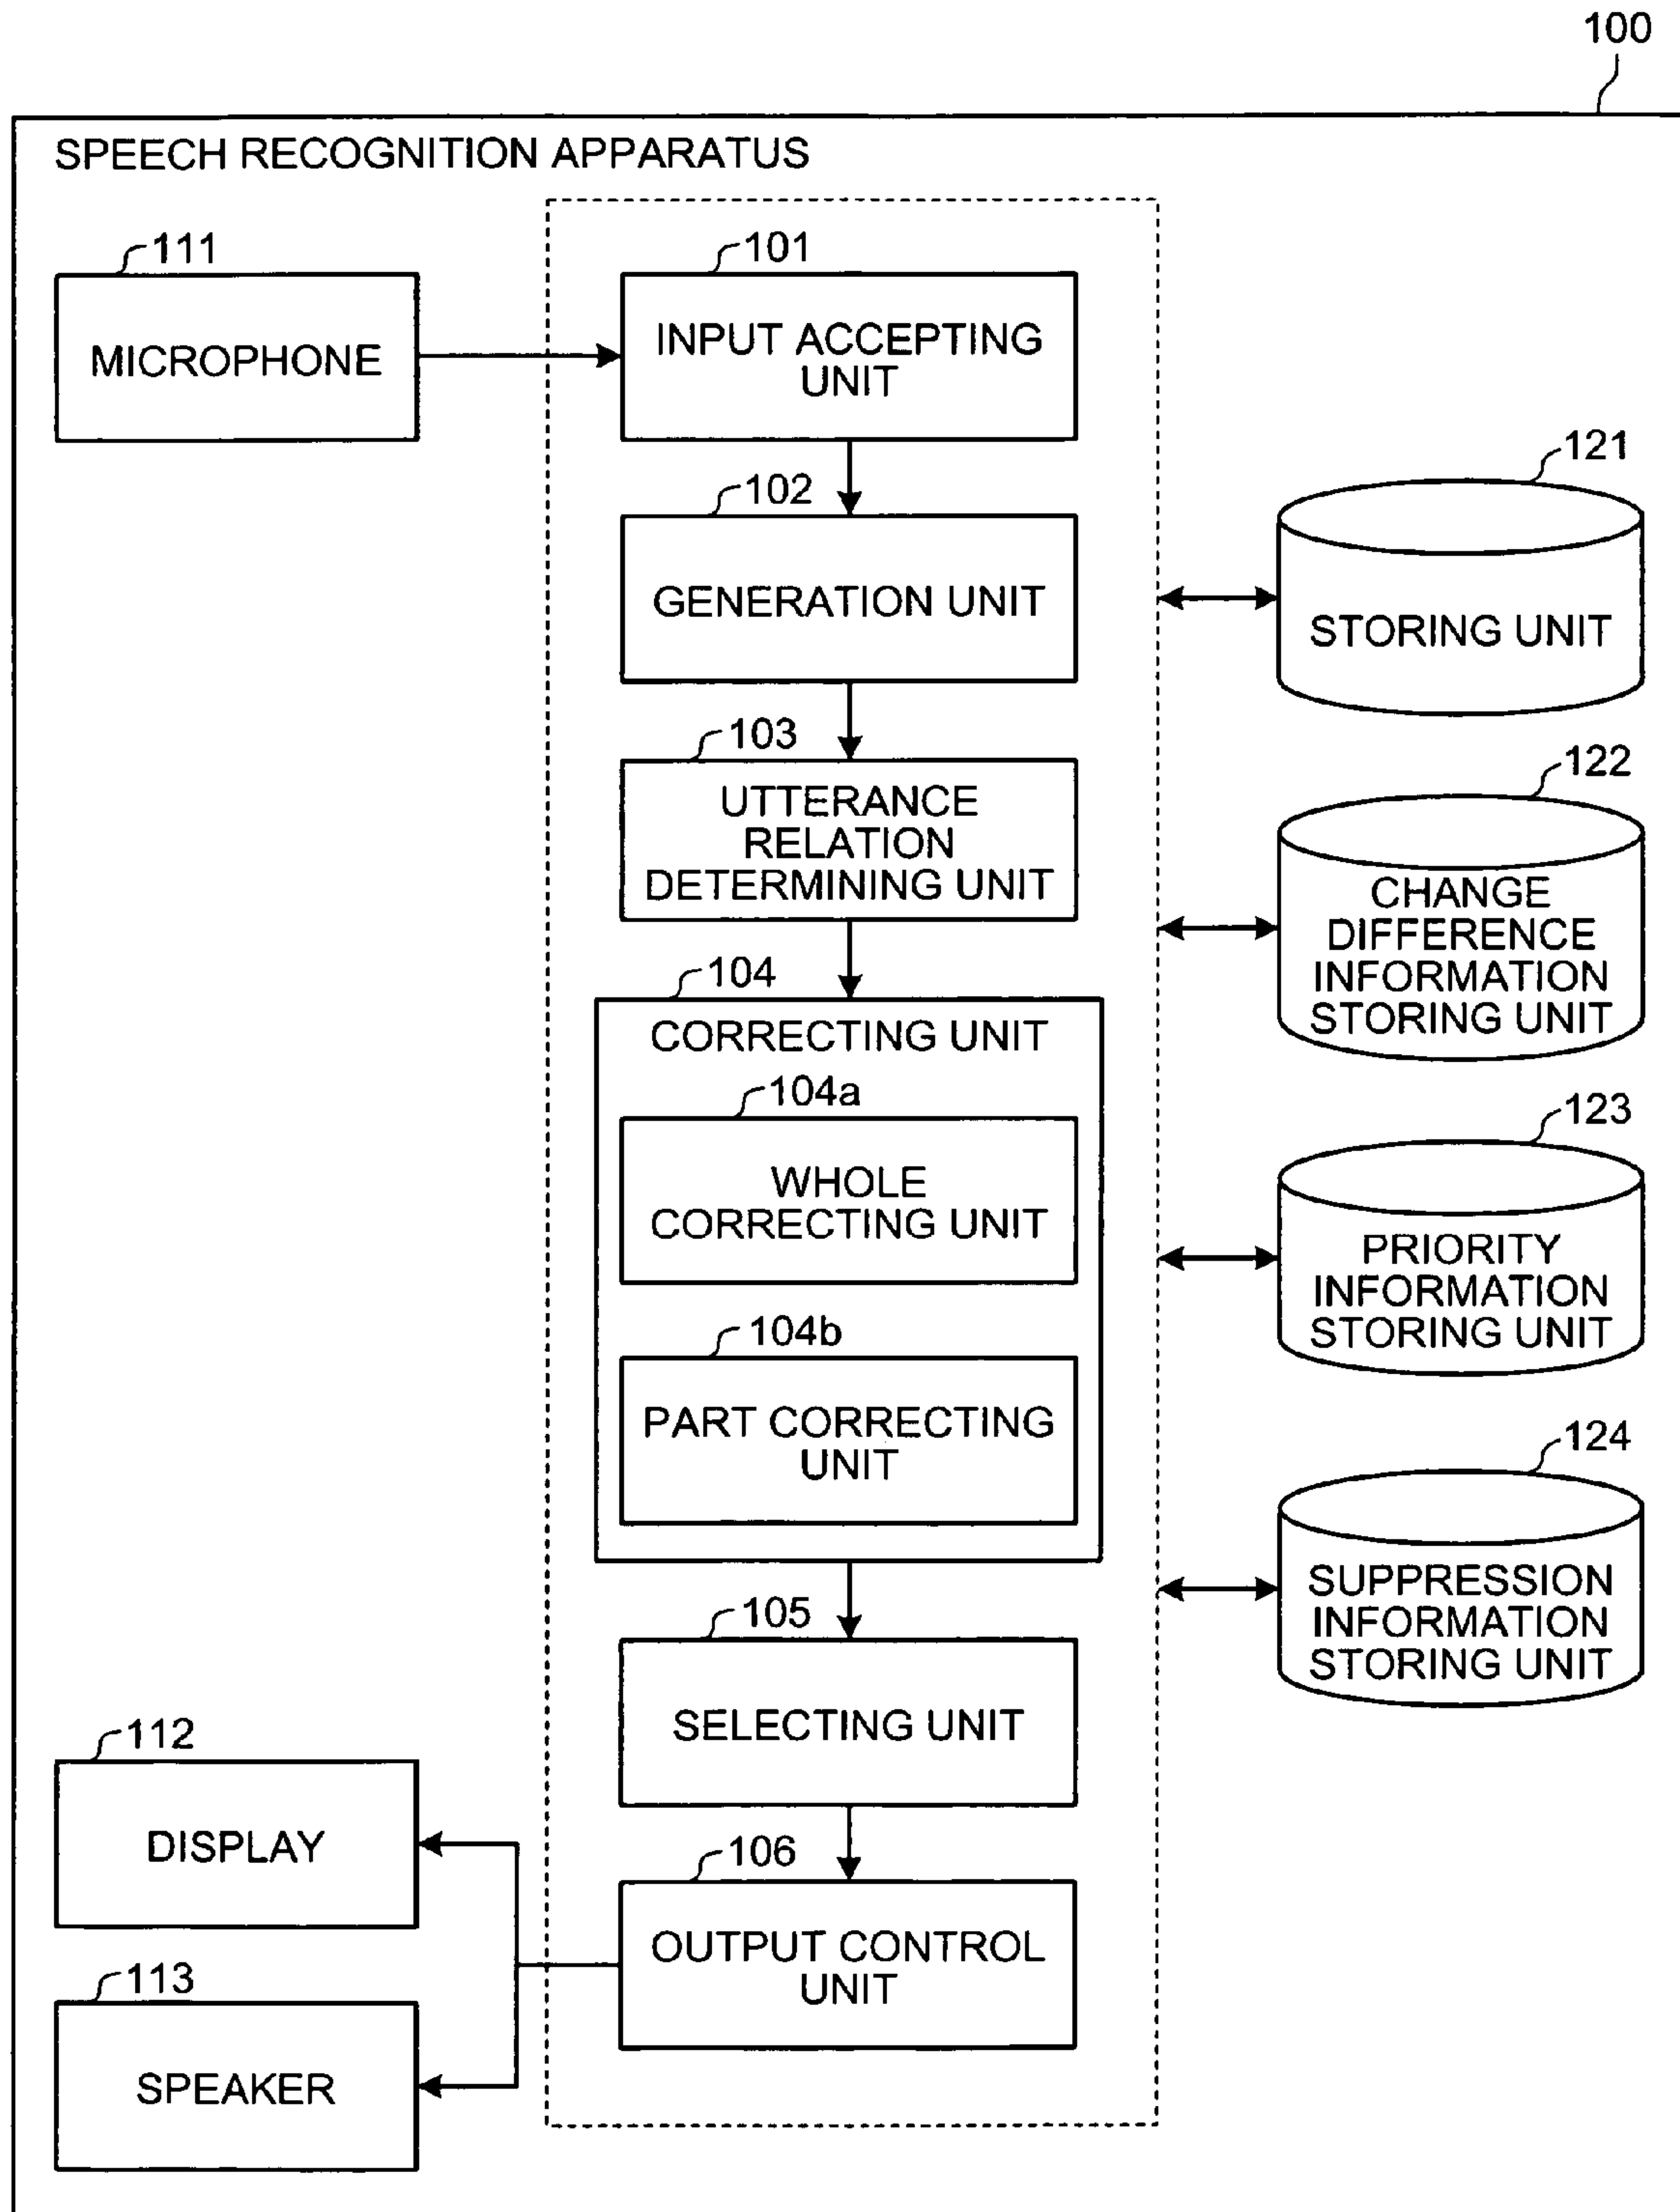 100
SPEECH RECOGNITION APPARATUS
111
MICROPHONE
101
INPUT ACCEPTING
UNIT
102
GENERATION UNIT
103
UTTERANCE
RELATION
DETERMINING UNIT
104
CORRECTING UNIT
104a
WHOLE
CORRECTING UNIT
104b
PART CORRECTING
UNIT
105
SELECTING UNIT
106
OUTPUT CONTROL
UNIT
112
DISPLAY
113
SPEAKER
121
STORING UNIT
122
CHANGE
DIFFERENCE
INFORMATION
STORING UNIT
123
PRIORITY
INFORMATION
STORING UNIT
124
SUPPRESSION
INFORMATION
STORING UNIT